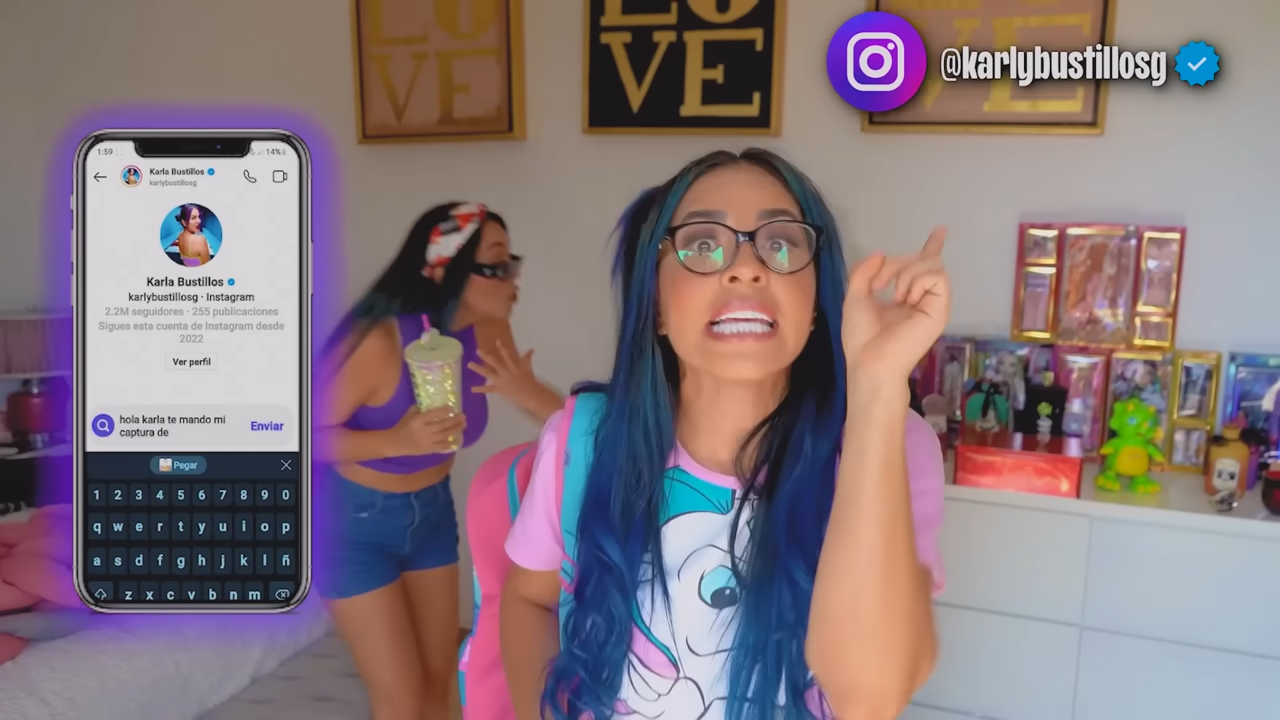 LO
VE
LO
VE
VE
@karlybustillosg
1:59
14%
Karla Bustillos
karlybustillosg
Karla Bustillos
karlybustillosg · Instagram
2.2M seguidores · 255 publicaciones
Sigues esta cuenta de Instagram desde
2022
Ver perfil
hola karla te mando mi
captura de
Enviar
Pegar
1 2 3 4 5 6 7 8 9 0
q w e r t y u i o p
a s d f g h j k l ñ
z x c v b n m